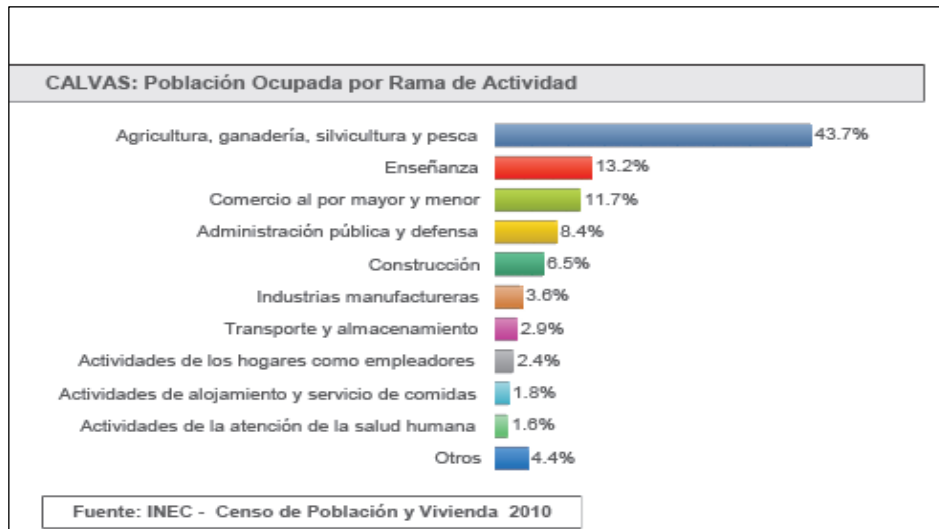 CALVAS: Población Ocupada por Rama de Actividad
Agricultura, ganadería, silvicultura y pesca 43.7%
Enseñanza 13.2%
Comercio al por mayor y menor 11.7%
Administración pública y defensa 8.4%
Construcción 6.5%
Industrias manufactureras 3.6%
Transporte y almacenamiento 2.9%
Actividades de los hogares como empleadores 2.4%
Actividades de alojamiento y servicio de comidas 1.8%
Actividades de la atención de la salud humana 1.6%
Otros 4.4%
Fuente: INEC - Censo de Población y Vivienda 2010